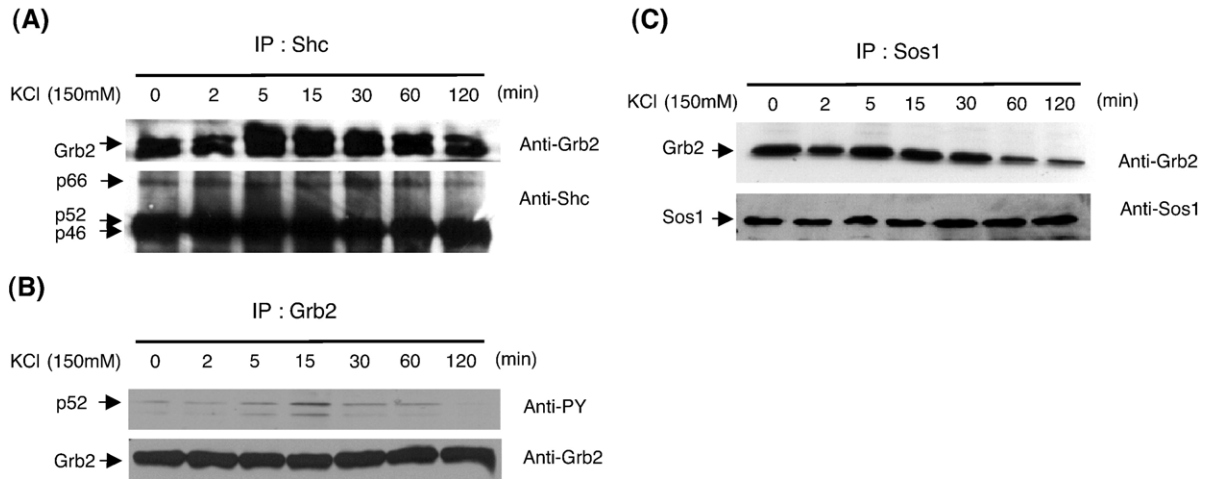 (A)
IP : Shc
KCl (150mM) 0 2 5 15 30 60 120 (min)
Grb2 Anti-Grb2
p66
Anti-Shc
p52
p46
(B)
IP : Grb2
KCl (150mM) 0 2 5 15 30 60 120 (min)
p52 Anti-PY
Grb2 Anti-Grb2
(C)
IP : Sos1
KCl (150mM) 0 2 5 15 30 60 120 (min)
Grb2 Anti-Grb2
Sos1 Anti-Sos1